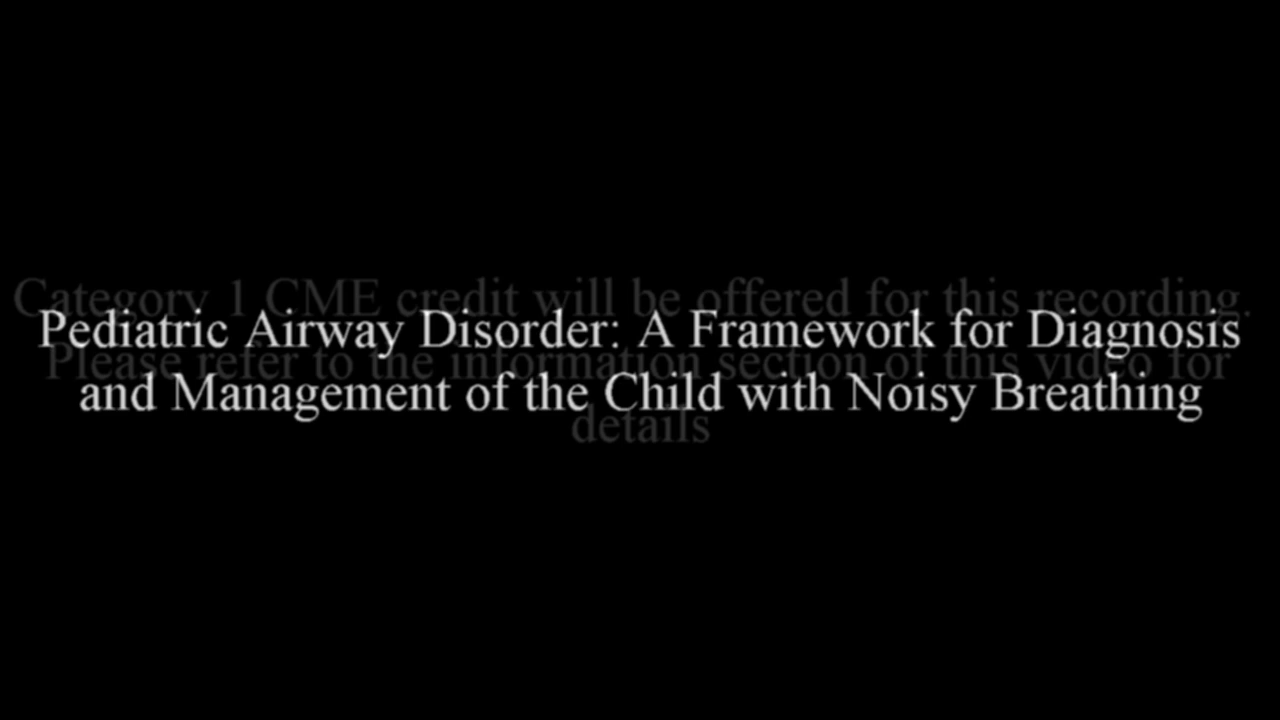 Category 1 CME credit will be offered for this recording.
Pediatric Airway Disorder: A Framework for Diagnosis
Please refer to the information section of this video for
and Management of the Child with Noisy Breathing
details